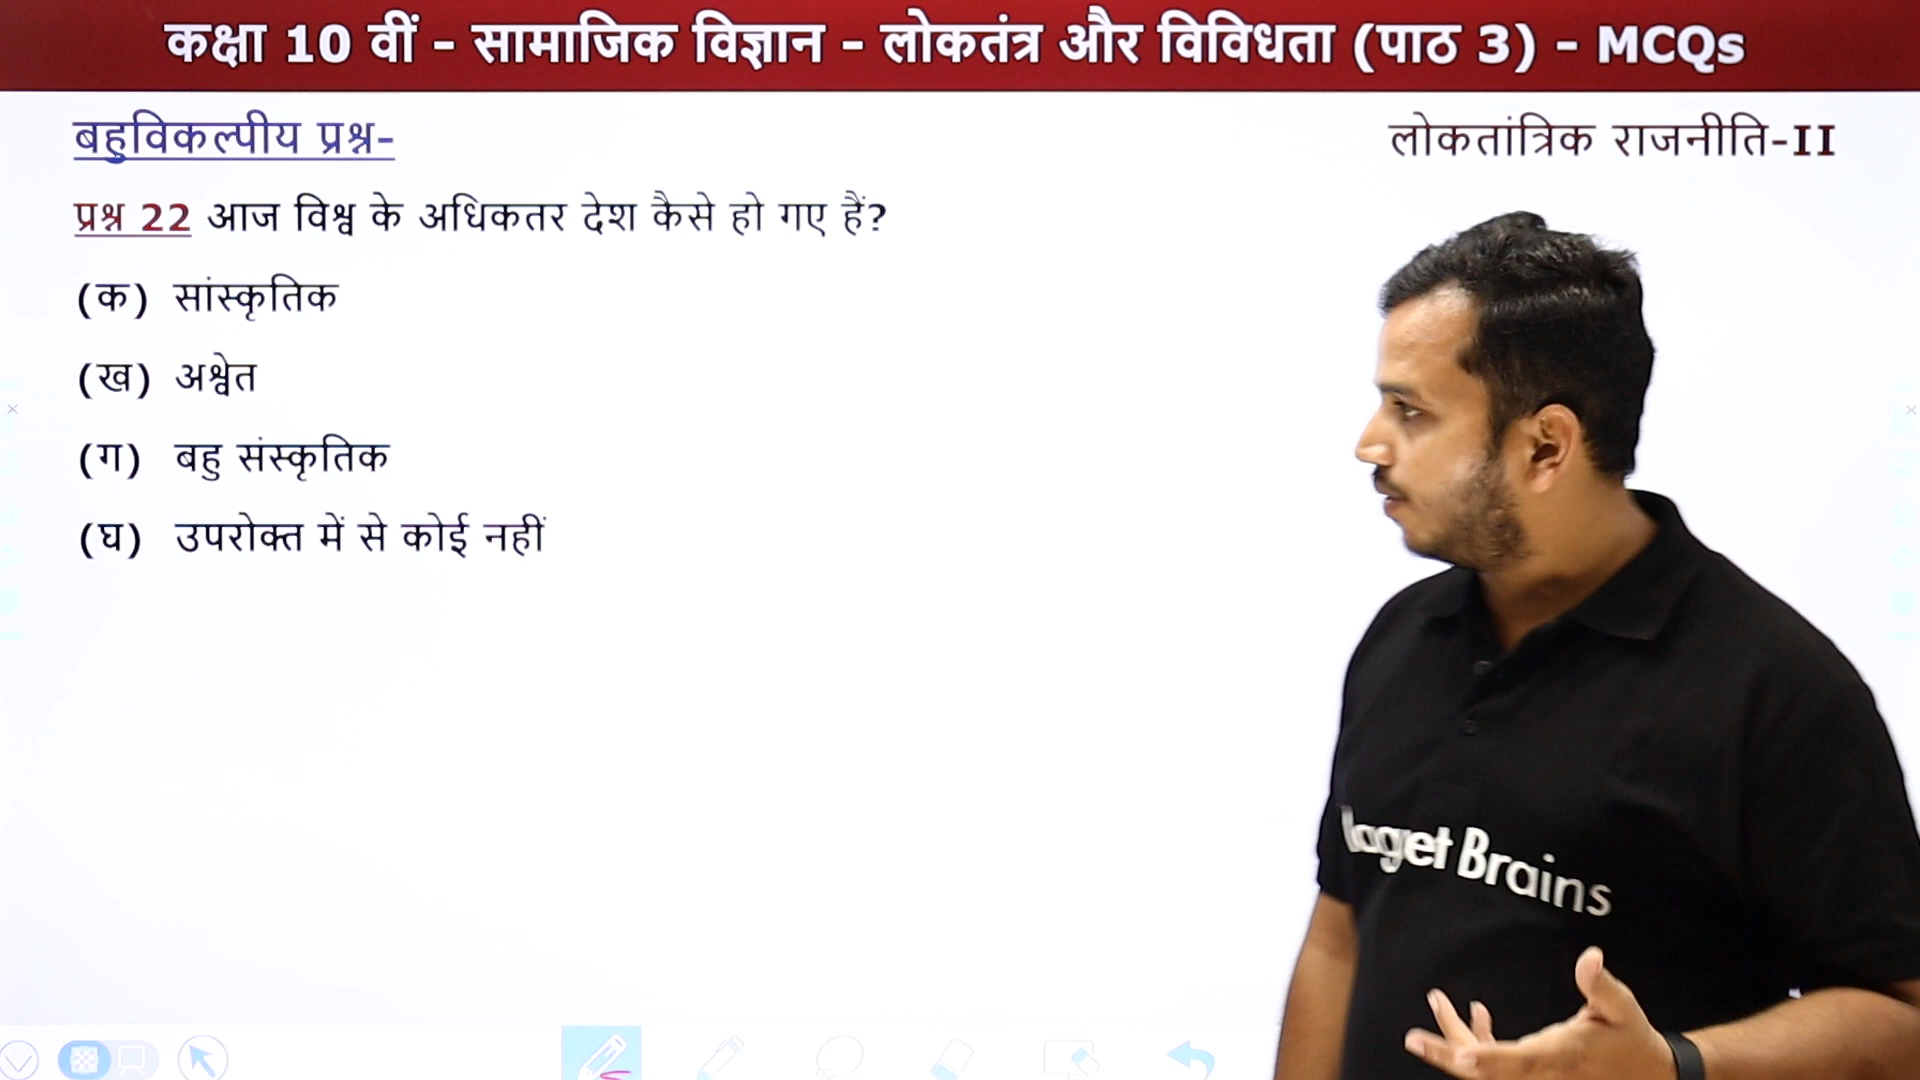 कक्षा 10 वीं - सामाजिक विज्ञान - लोकतंत्र और विविधता (पाठ 3) - MCQs
बहुविकल्पीय प्रश्न-
लोकतांत्रिक राजनीति-II
प्रश्न 22 आज विश्व के अधिकतर देश कैसे हो गए हैं?
(क) सांस्कृतिक
(ख) अश्वेत
(ग) बहु संस्कृतिक
(घ) उपरोक्त में से कोई नहीं
Brains